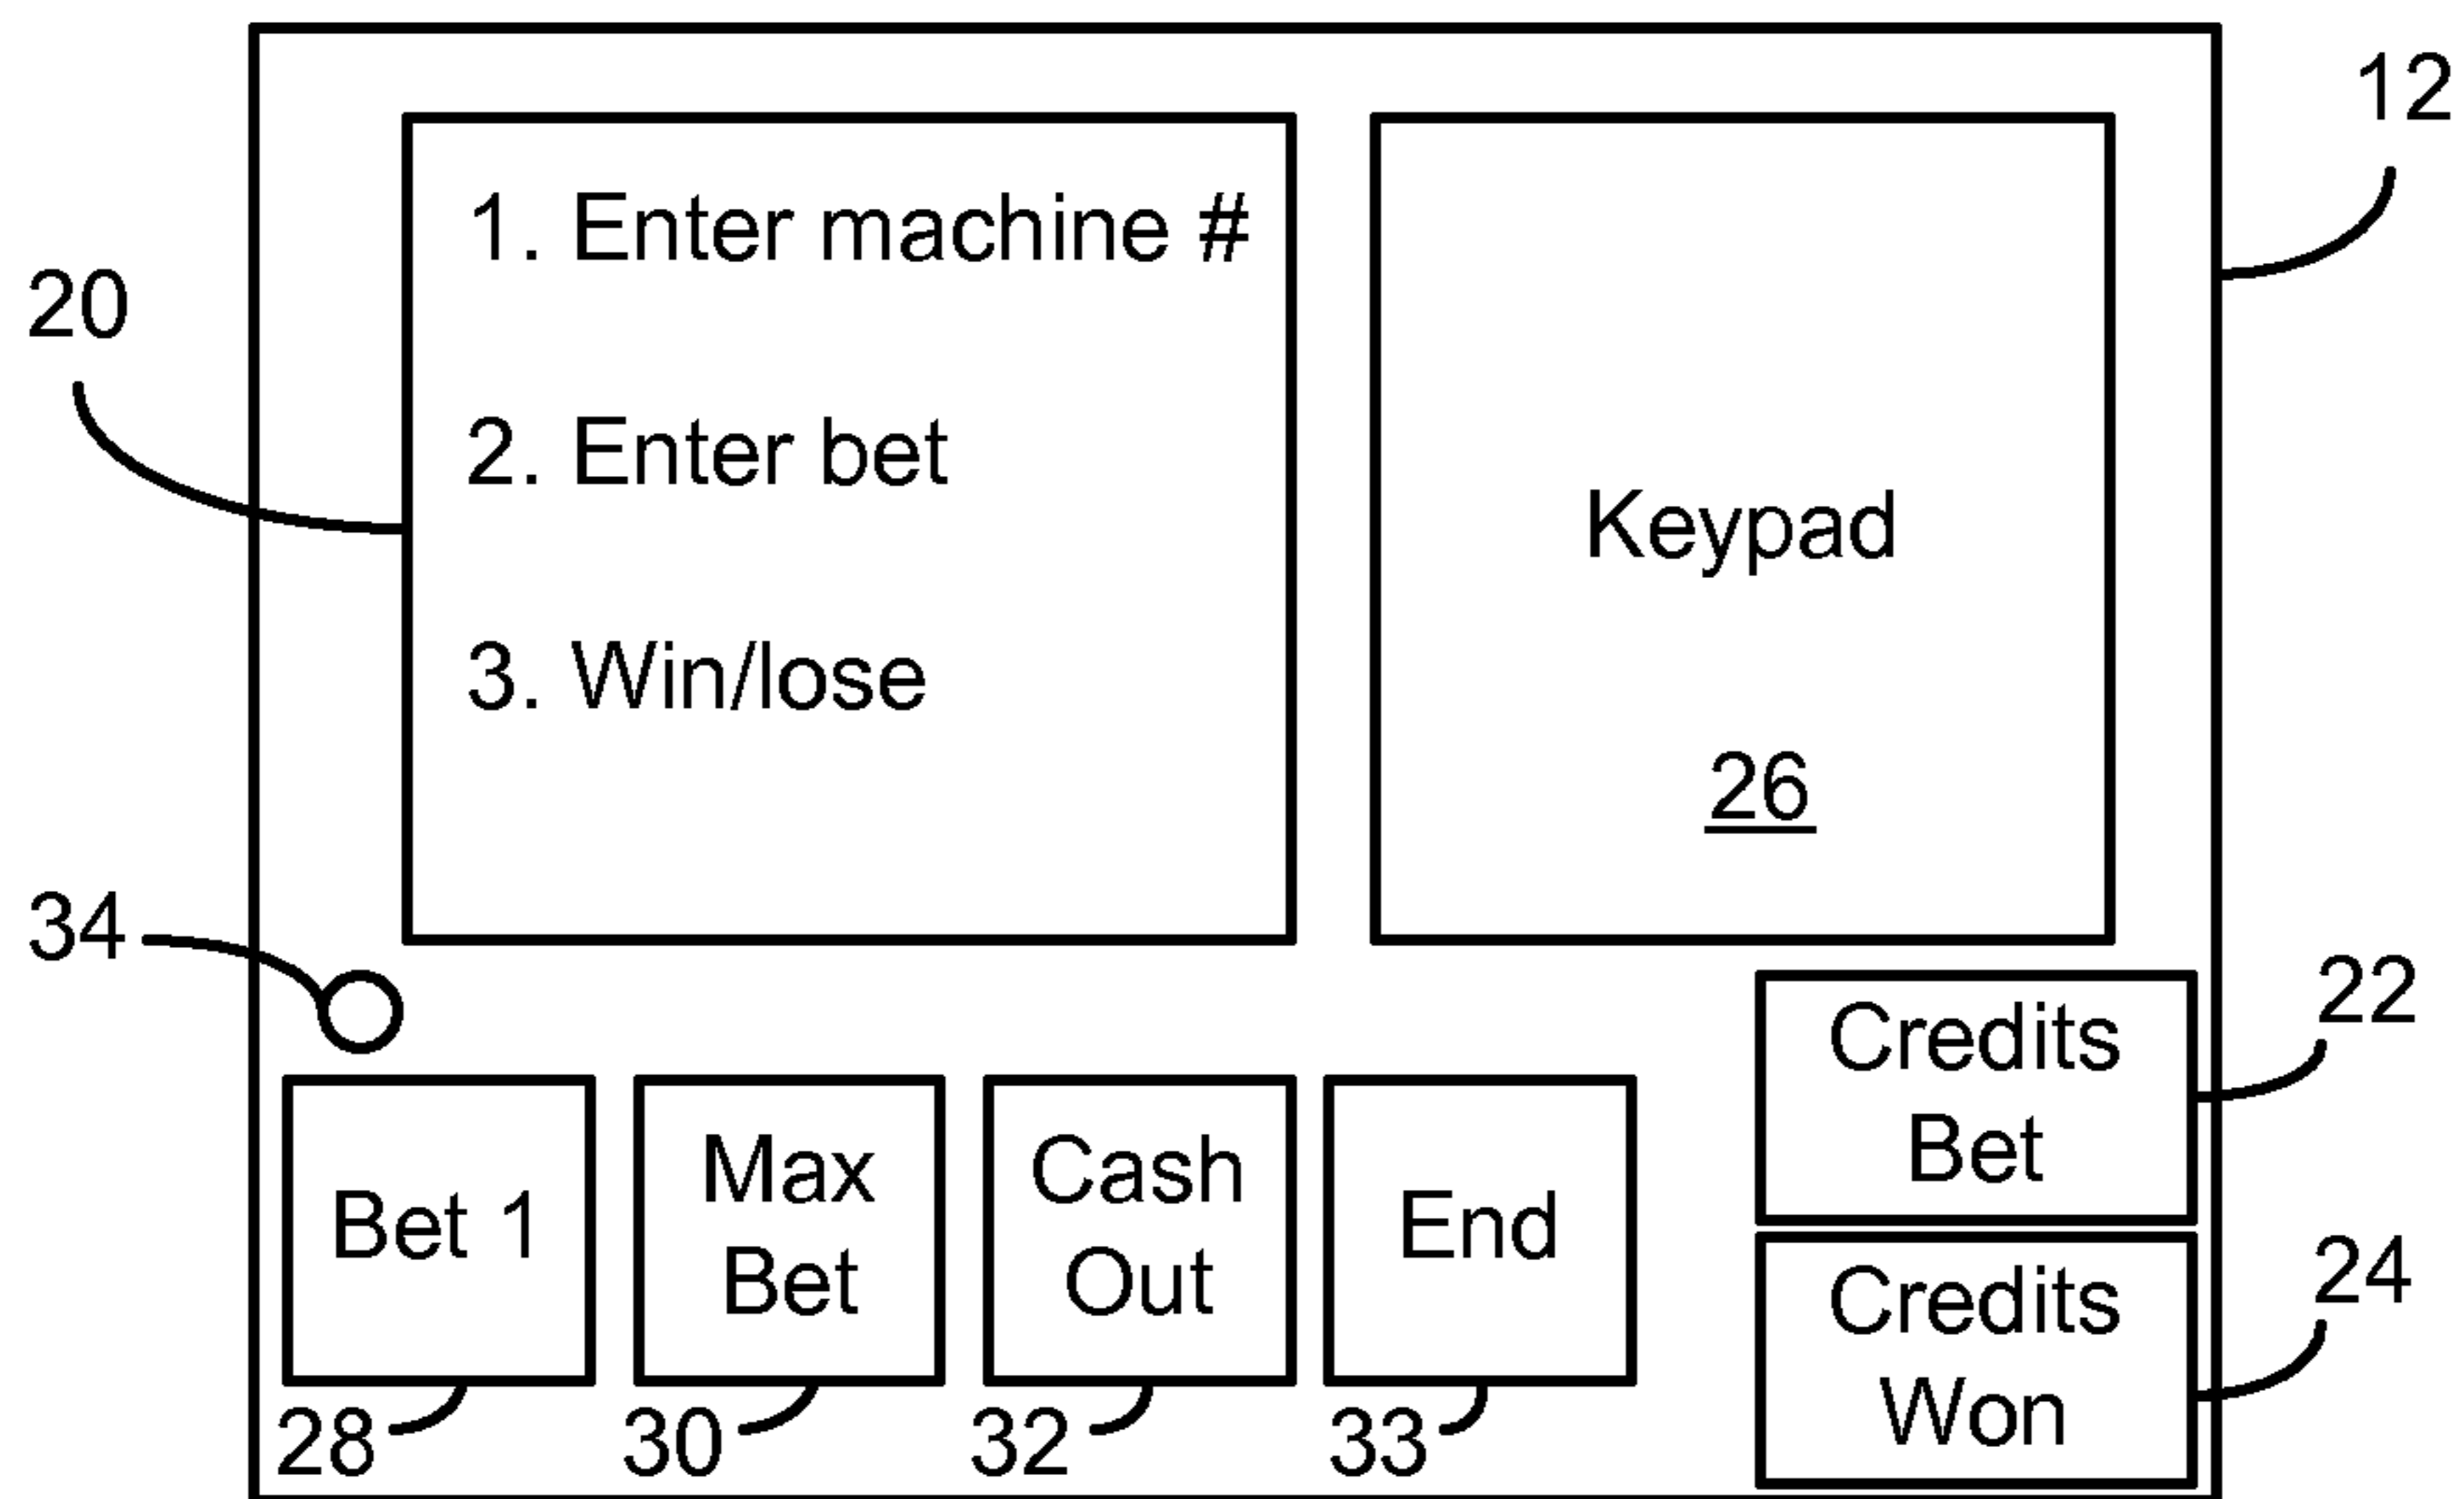 12
20
1. Enter machine #
2. Enter bet
3. Win/lose
Keypad
26
34
22
Credits
Bet
Bet 1
Max
Bet
Cash
Out
End
24
Credits
Won
28
30
32
33